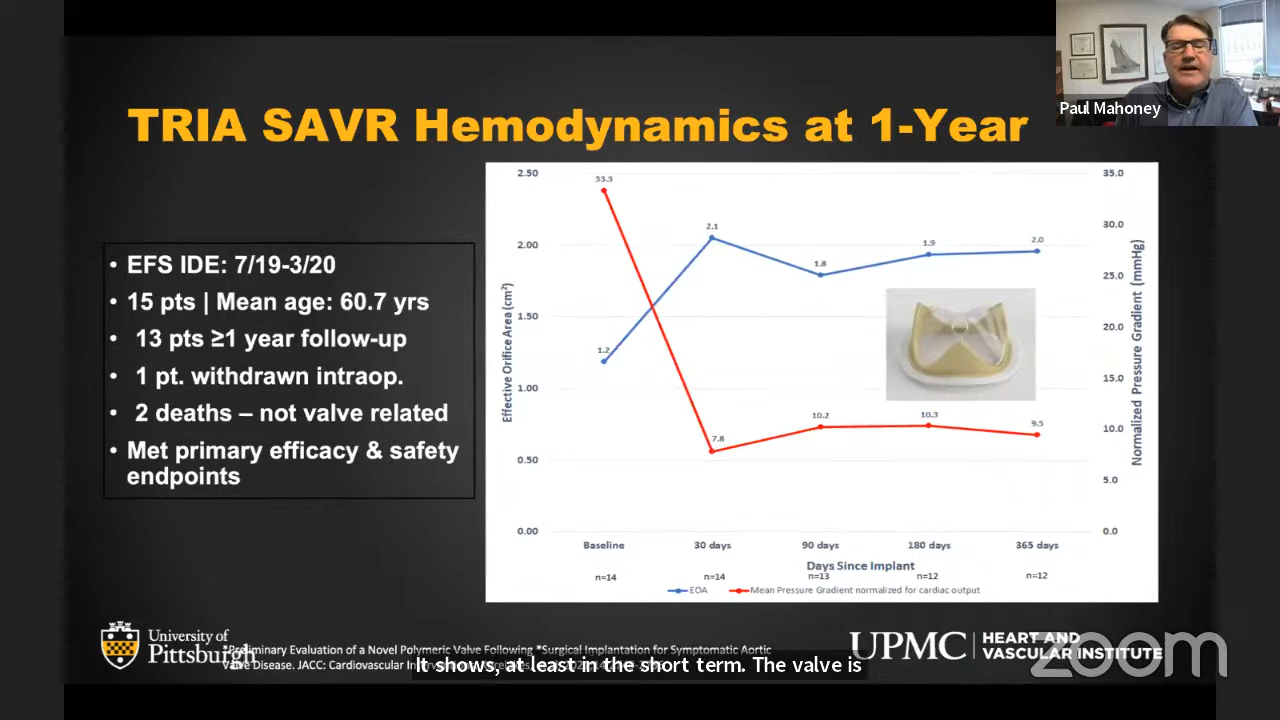 Paul Mahoney
TRIA SAVR Hemodynamics at 1-Year
• EFS IDE: 7/19-3/20
• 15 pts | Mean age: 60.7 yrs
• 13 pts ≥1 year follow-up
• 1 pt. withdrawn intraop.
• 2 deaths – not valve related
• Met primary efficacy & safety
endpoints
2.50
2.00
1.50
1.00
0.50
0.00
Effective Orifice Area (cm²)
33.3
2.1
1.8
1.9
2.0
1.2
7.8
10.2
10.3
9.5
35.0
30.0
25.0
20.0
15.0
10.0
5.0
0.0
Normalized Pressure Gradient (mmHg)
Baseline
30 days
90 days
180 days
365 days
Days Since Implant
n=14
n=14
n=13
n=12
n=12
EOA
Mean Pressure Gradient normalized for cardiac output
University of
Pittsburgh
*Preliminary Evaluation of a Novel Polymeric Valve Following *Surgical Implantation for Symptomatic Aortic
Valve Disease. JACC: Cardiovascular
UPMC | HEART AND
VASCULAR INSTITUTE
zoom
It shows, at least in the short term. The valve is